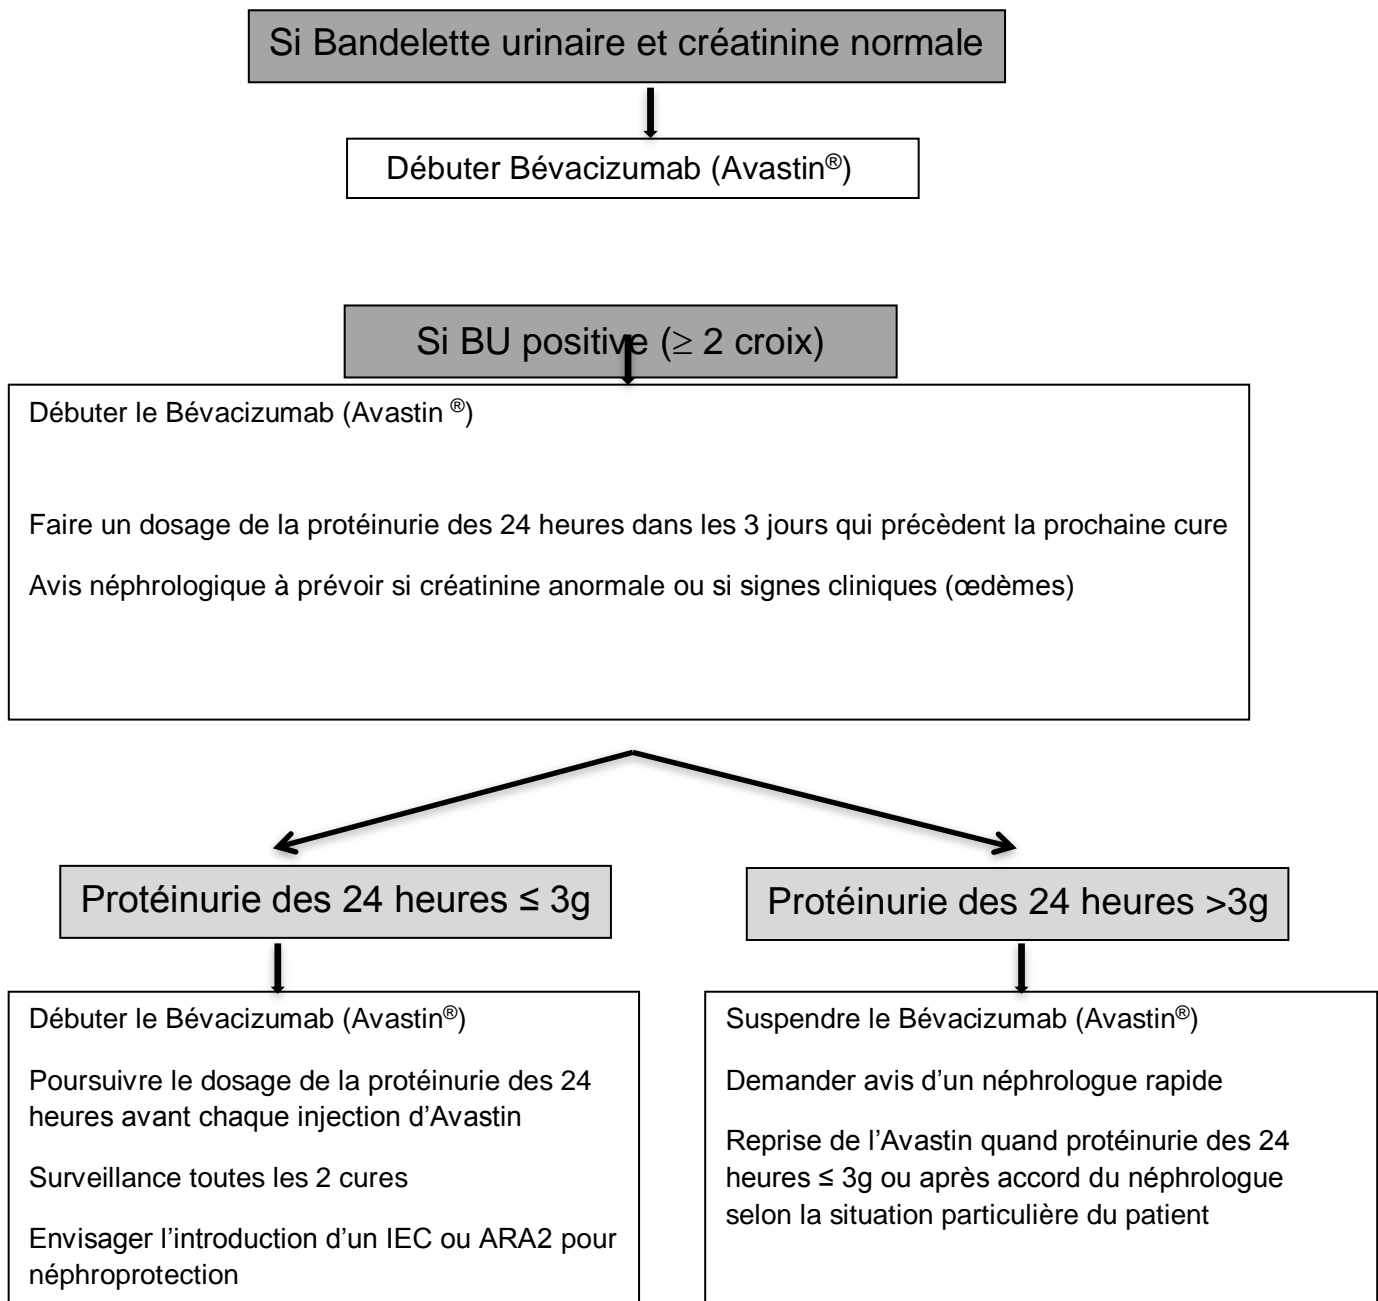 Si Bandelette urinaire et créatinine normale
Débuter Bévacizumab (Avastin®)
Si BU positive (≥ 2 croix)
Débuter le Bévacizumab (Avastin ®)
Faire un dosage de la protéinurie des 24 heures dans les 3 jours qui précèdent la prochaine cure
Avis néphrologique à prévoir si créatinine anormale ou si signes cliniques (œdèmes)
Protéinurie des 24 heures ≤ 3g
Débuter le Bévacizumab (Avastin®)
Poursuivre le dosage de la protéinurie des 24
heures avant chaque injection d’Avastin
Surveillance toutes les 2 cures
Envisager l’introduction d’un IEC ou ARA2 pour
néphroprotection
Protéinurie des 24 heures >3g
Suspendre le Bévacizumab (Avastin®)
Demander avis d’un néphrologue rapide
Reprise de l’Avastin quand protéinurie des 24
heures ≤ 3g ou après accord du néphrologue
selon la situation particulière du patient